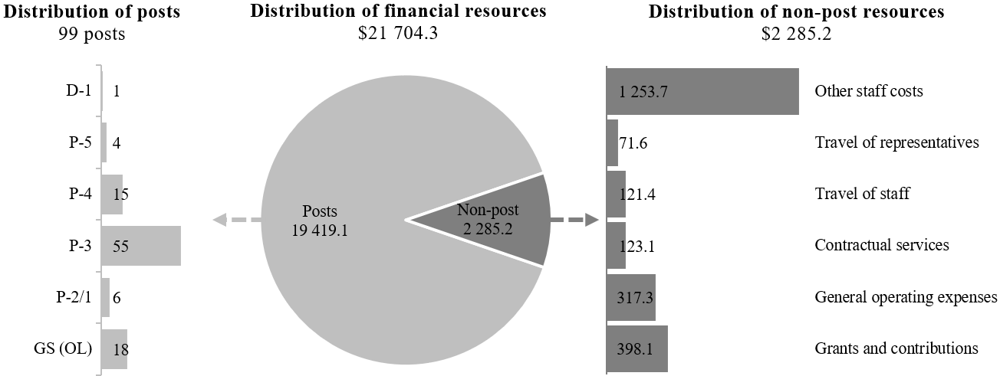 Distribution of posts
99 posts
D-1 1
P-5 4
P-4 15
P-3 55
P-2/1 6
GS (OL) 18
Distribution of financial resources
$21 704.3
Posts
19 419.1
Non-post
2 285.2
Distribution of non-post resources
$2 285.2
1 253.7 Other staff costs
71.6 Travel of representatives
121.4 Travel of staff
123.1 Contractual services
317.3 General operating expenses
398.1 Grants and contributions